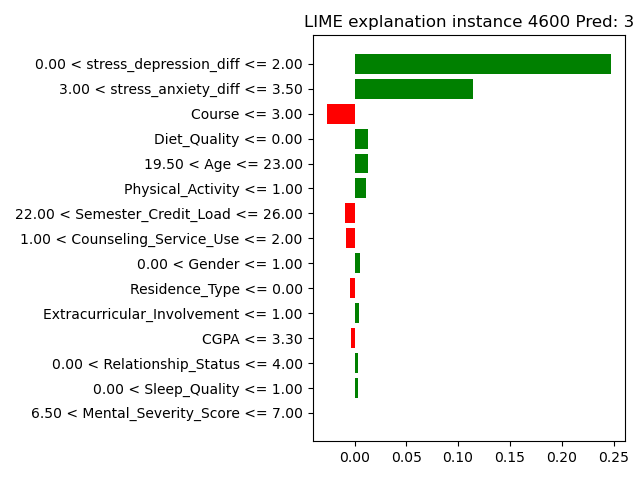 LIME explanation instance 4600 Pred: 3
0.00 < stress_depression_diff <= 2.00
3.00 < stress_anxiety_diff <= 3.50
Course <= 3.00
Diet_Quality <= 0.00
19.50 < Age <= 23.00
Physical_Activity <= 1.00
22.00 < Semester_Credit_Load <= 26.00
1.00 < Counseling_Service_Use <= 2.00
0.00 < Gender <= 1.00
Residence_Type <= 0.00
Extracurricular_Involvement <= 1.00
CGPA <= 3.30
0.00 < Relationship_Status <= 4.00
0.00 < Sleep_Quality <= 1.00
6.50 < Mental_Severity_Score <= 7.00
0.00 0.05 0.10 0.15 0.20 0.25